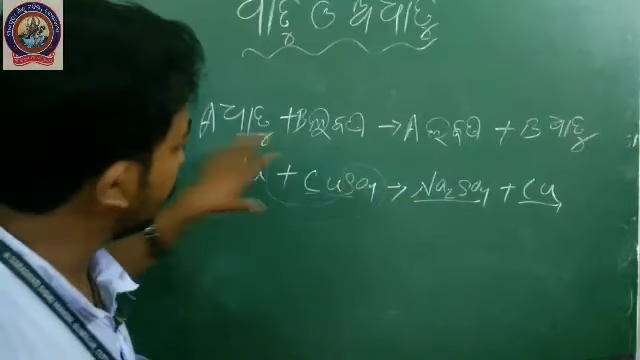 ଧାତୁ ଓ ଅଧାତୁ
A ଧାତୁ + B ଲବଣ → A ଲବଣ + B ଧାତୁ
+ CuSO4 → Na2SO4 + Cu